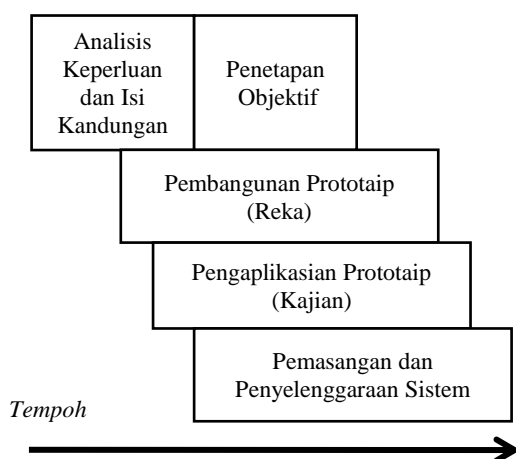 Analisis
Keperluan
dan Isi
Kandungan
Penetapan
Objektif
Pembangunan Prototaip
(Reka)
Pengaplikasian Prototaip
(Kajian)
Pemasangan dan
Penyelenggaraan Sistem
Tempoh